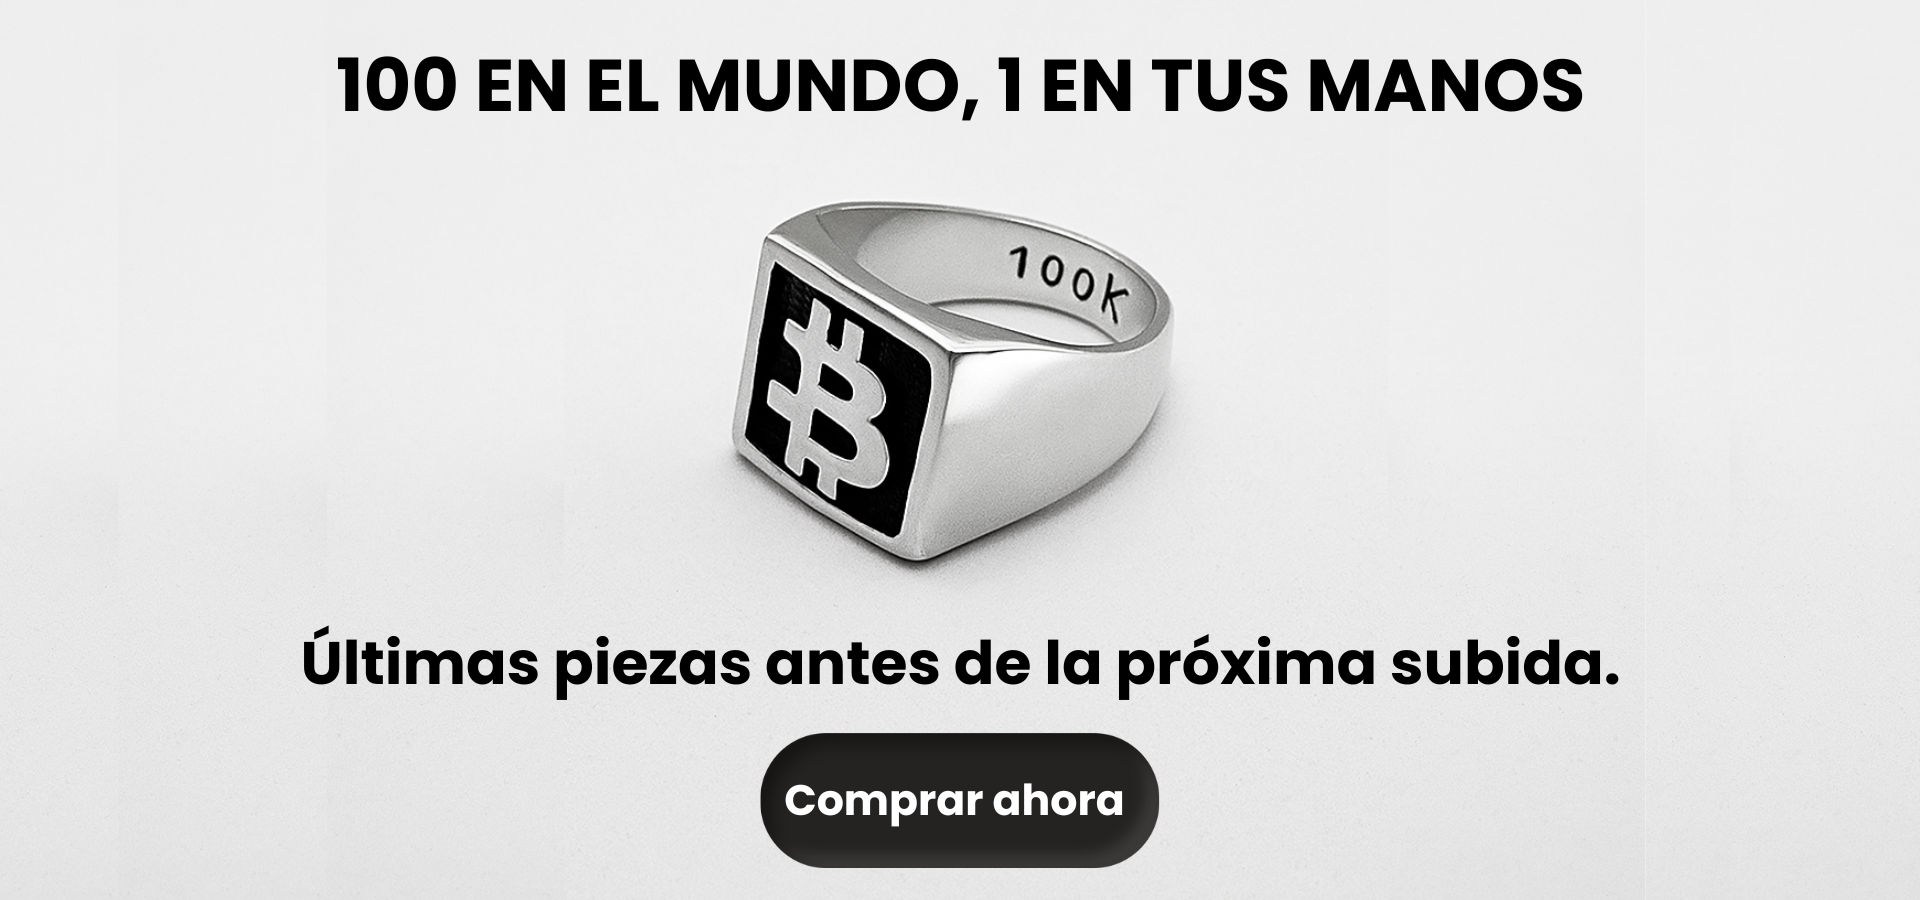 100 EN EL MUNDO, 1 EN TUS MANOS
100K
Últimas piezas antes de la próxima subida.
Comprar ahora